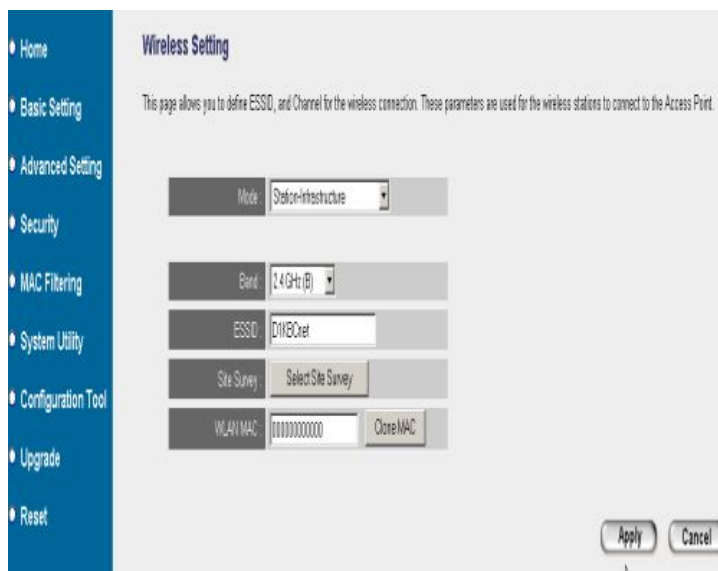 Home
Basic Setting
Advanced Setting
Security
MAC Filtering
System Utility
Configuration Tool
Upgrade
Reset
Wireless Setting
This page allows you to define ESSID, and Channel for the wireless connection. These parameters are used for the wireless stations to connect to the Access Point.
Mode : Station-Infrastructure
Band : 2.4 GHz (B)
ESSID : D1KBCnet
Site Survey : Select Site Survey
WLAN MAC : 000000000000 Clone MAC
Apply Cancel